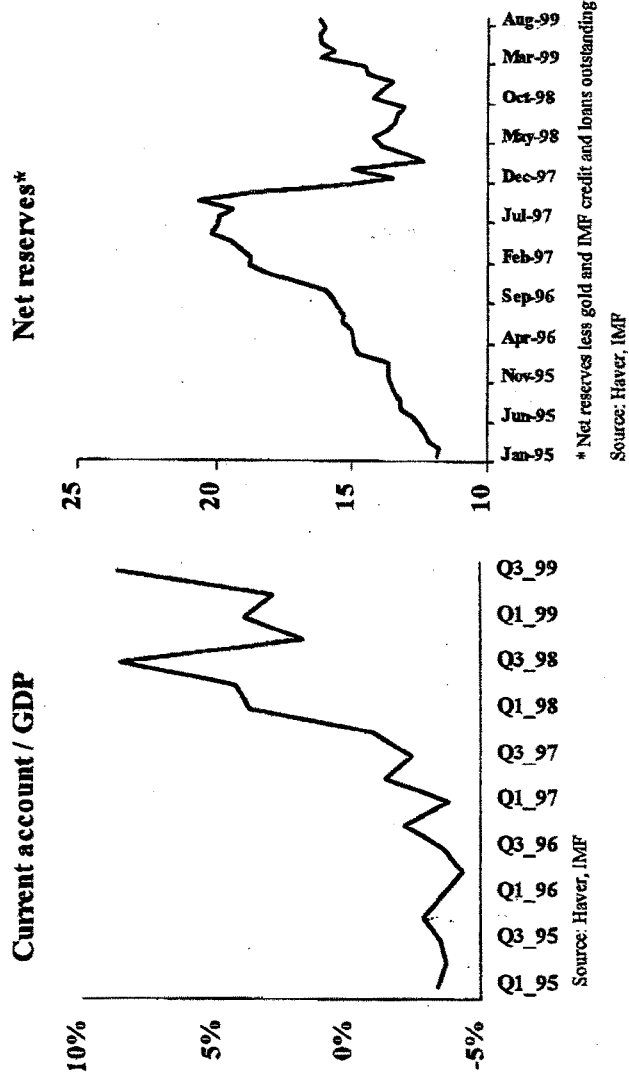 Current account / GDP
10%
5%
0%
-5%
Q1_95
Q3_95
Q1_96
Q3_96
Q1_97
Q3_97
Q1_98
Q3_98
Q1_99
Q3_99
Source: Haver, IMF
Net reserves*
25
20
15
10
Jan-95
Jun-95
Nov-95
Apr-96
Sep-96
Feb-97
Jul-97
Dec-97
May-98
Oct-98
Mar-99
Aug-99
* Net reserves less gold and IMF credit and loans outstanding
Source: Haver, IMF